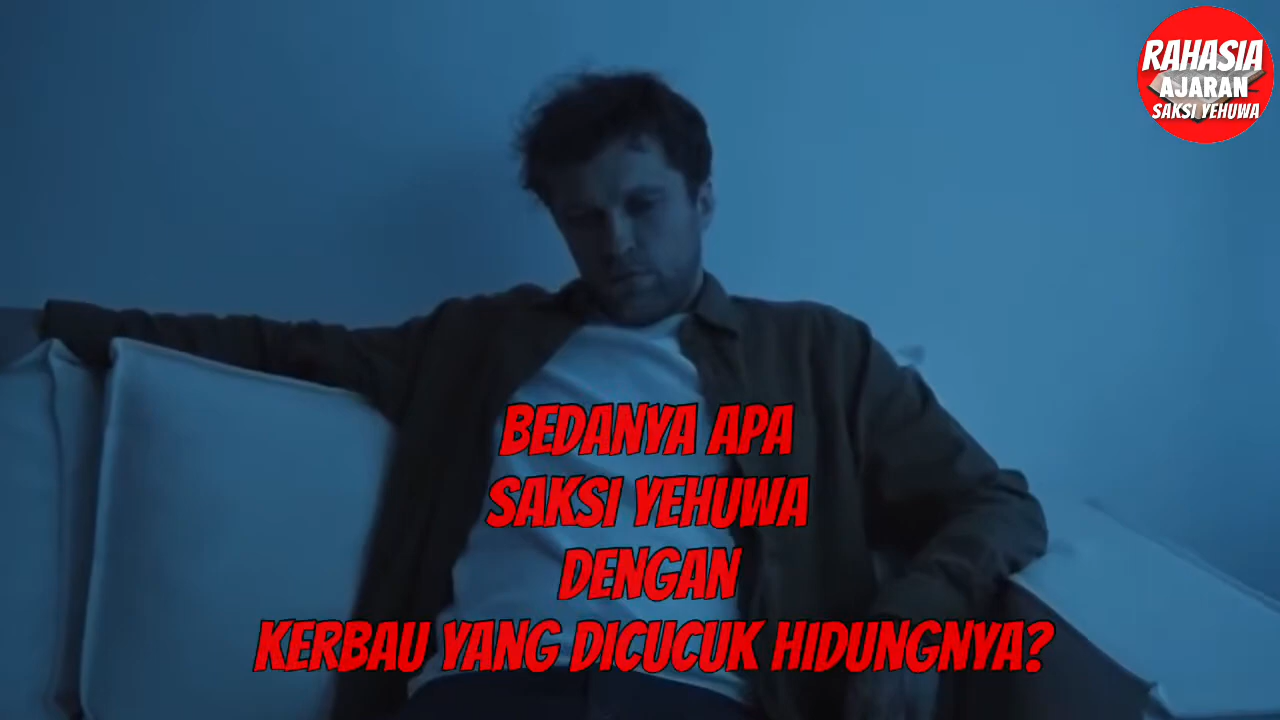 RAHASIA
AJARAN
SAKSI YEHUWA
BEDANYA APA
SAKSI YEHUWA
DENGAN
KERBAU YANG DICUCUK HIDUNGNYA?